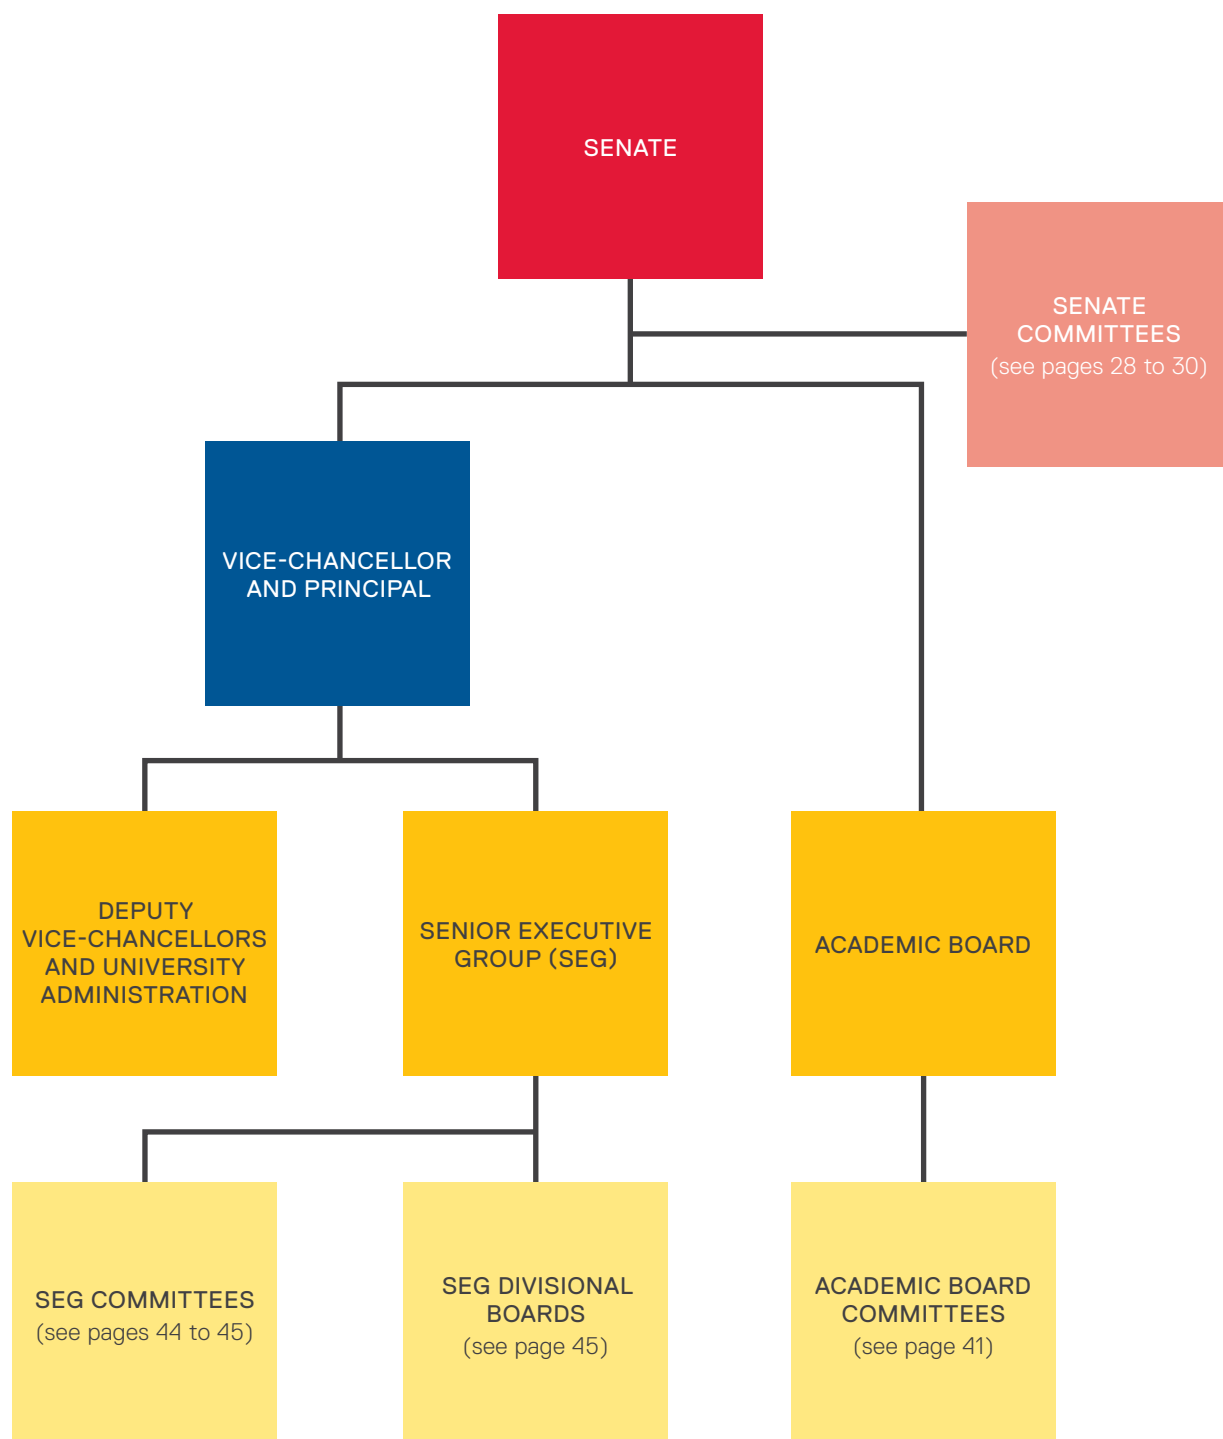 SENATE
SENATE
COMMITTEES
(see pages 28 to 30)
VICE-CHANCELLOR
AND PRINCIPAL
DEPUTY
VICE-CHANCELLORS
AND UNIVERSITY
ADMINISTRATION
SENIOR EXECUTIVE
GROUP (SEG)
ACADEMIC BOARD
SEG COMMITTEES
(see pages 44 to 45)
SEG DIVISIONAL
BOARDS
(see page 45)
ACADEMIC BOARD
COMMITTEES
(see page 41)